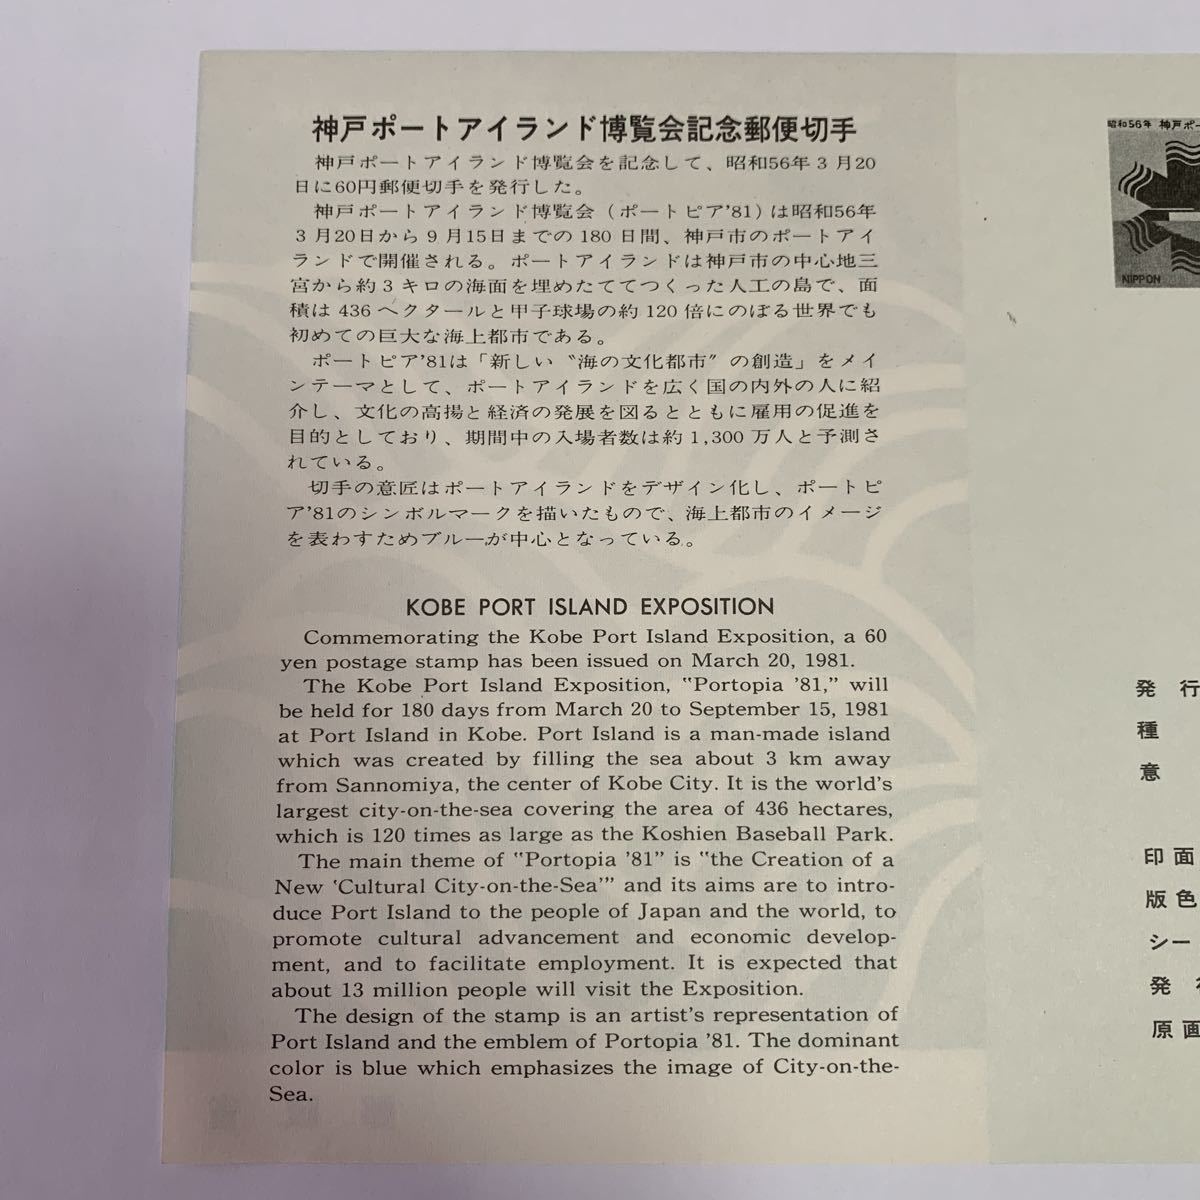 神戸ポートアイランド博覧会記念郵便切手
神戸ポートアイランド博覧会を記念して、昭和56年3月20
日に60円郵便切手を発行した。
神戸ポートアイランド博覧会(ポートピア'81)は昭和56年
3月20日から9月15日までの180日間、神戸市のポートアイ
ランドで開催される。ポートアイランドは神戸市の中心地三
宮から約3キロの海面を埋めたててつくった人工の島で、面
積は436ヘクタールと甲子球場の約120倍にのぼる世界でも
初めての巨大な海上都市である。
ポートピア'81は「新しい〝海の文化都市〟の創造」をメイ
ンテーマとして、ポートアイランドを広く国の内外の人に紹
介し、文化の高揚と経済の発展を図るとともに雇用の促進を
目的としており、期間中の入場者数は約1,300万人と予測さ
れている。
切手の意匠はポートアイランドをデザイン化し、ポートピ
ア'81のシンボルマークを描いたもので、海上都市のイメージ
を表わすためブルーが中心となっている。
KOBE PORT ISLAND EXPOSITION
Commemorating the Kobe Port Island Exposition, a 60
yen postage stamp has been issued on March 20, 1981.
The Kobe Port Island Exposition, "Portopia '81," will
be held for 180 days from March 20 to September 15, 1981
at Port Island in Kobe. Port Island is a man-made island
which was created by filling the sea about 3 km away
from Sannomiya, the center of Kobe City. It is the world's
largest city-on-the-sea covering the area of 436 hectares,
which is 120 times as large as the Koshien Baseball Park.
The main theme of "Portopia '81" is "the Creation of a
New 'Cultural City-on-the-Sea'" and its aims are to intro-
duce Port Island to the people of Japan and the world, to
promote cultural advancement and economic develop-
ment, and to facilitate employment. It is expected that
about 13 million people will visit the Exposition.
The design of the stamp is an artist's representation of
Port Island and the emblem of Portopia '81. The dominant
color is blue which emphasizes the image of City-on-the-
Sea.
昭和56年 神戸ポー
NIPPON
発行
種
意
印面
版色
シー
発
原画